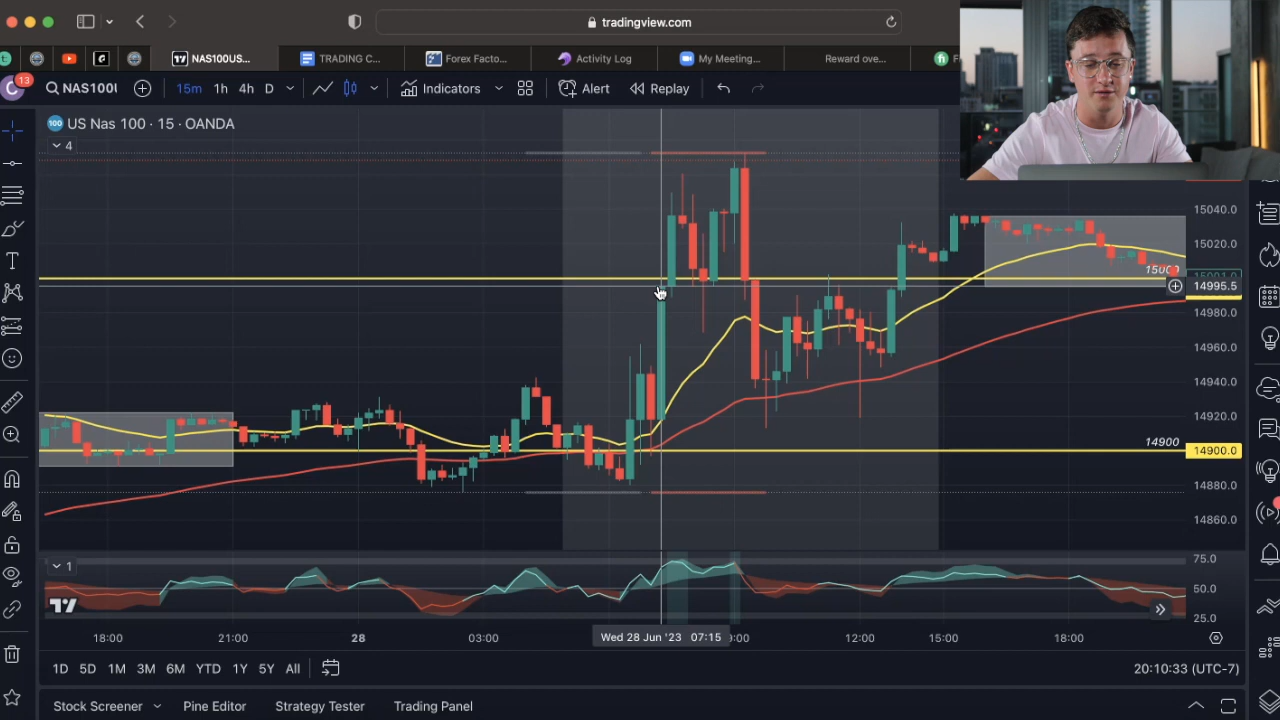 tradingview.com
NAS100US...
TRADING C...
Forex Facto...
Activity Log
My Meeting...
Reward ove...
13
NAS100U
15m
1h
4h
D
Indicators
Alert
Replay
100
US Nas 100 · 15 · OANDA
4
15040.0
15020.0
15000
14995.5
14980.0
14960.0
14940.0
14920.0
14900
14900.0
14880.0
14860.0
1
75.0
50.0
25.0
18:00
21:00
28
03:00
Wed 28 Jun '23 07:15
12:00
15:00
18:00
1D
5D
1M
3M
6M
YTD
1Y
5Y
All
20:10:33 (UTC-7)
Stock Screener
Pine Editor
Strategy Tester
Trading Panel